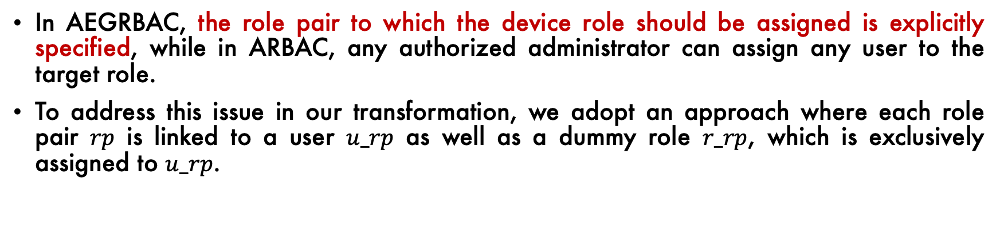 • In AEGRBAC, the role pair to which the device role should be assigned is explicitly
specified, while in ARBAC, any authorized administrator can assign any user to the
target role.
• To address this issue in our transformation, we adopt an approach where each role
pair rp is linked to a user u_rp as well as a dummy role r_rp, which is exclusively
assigned to u_rp.